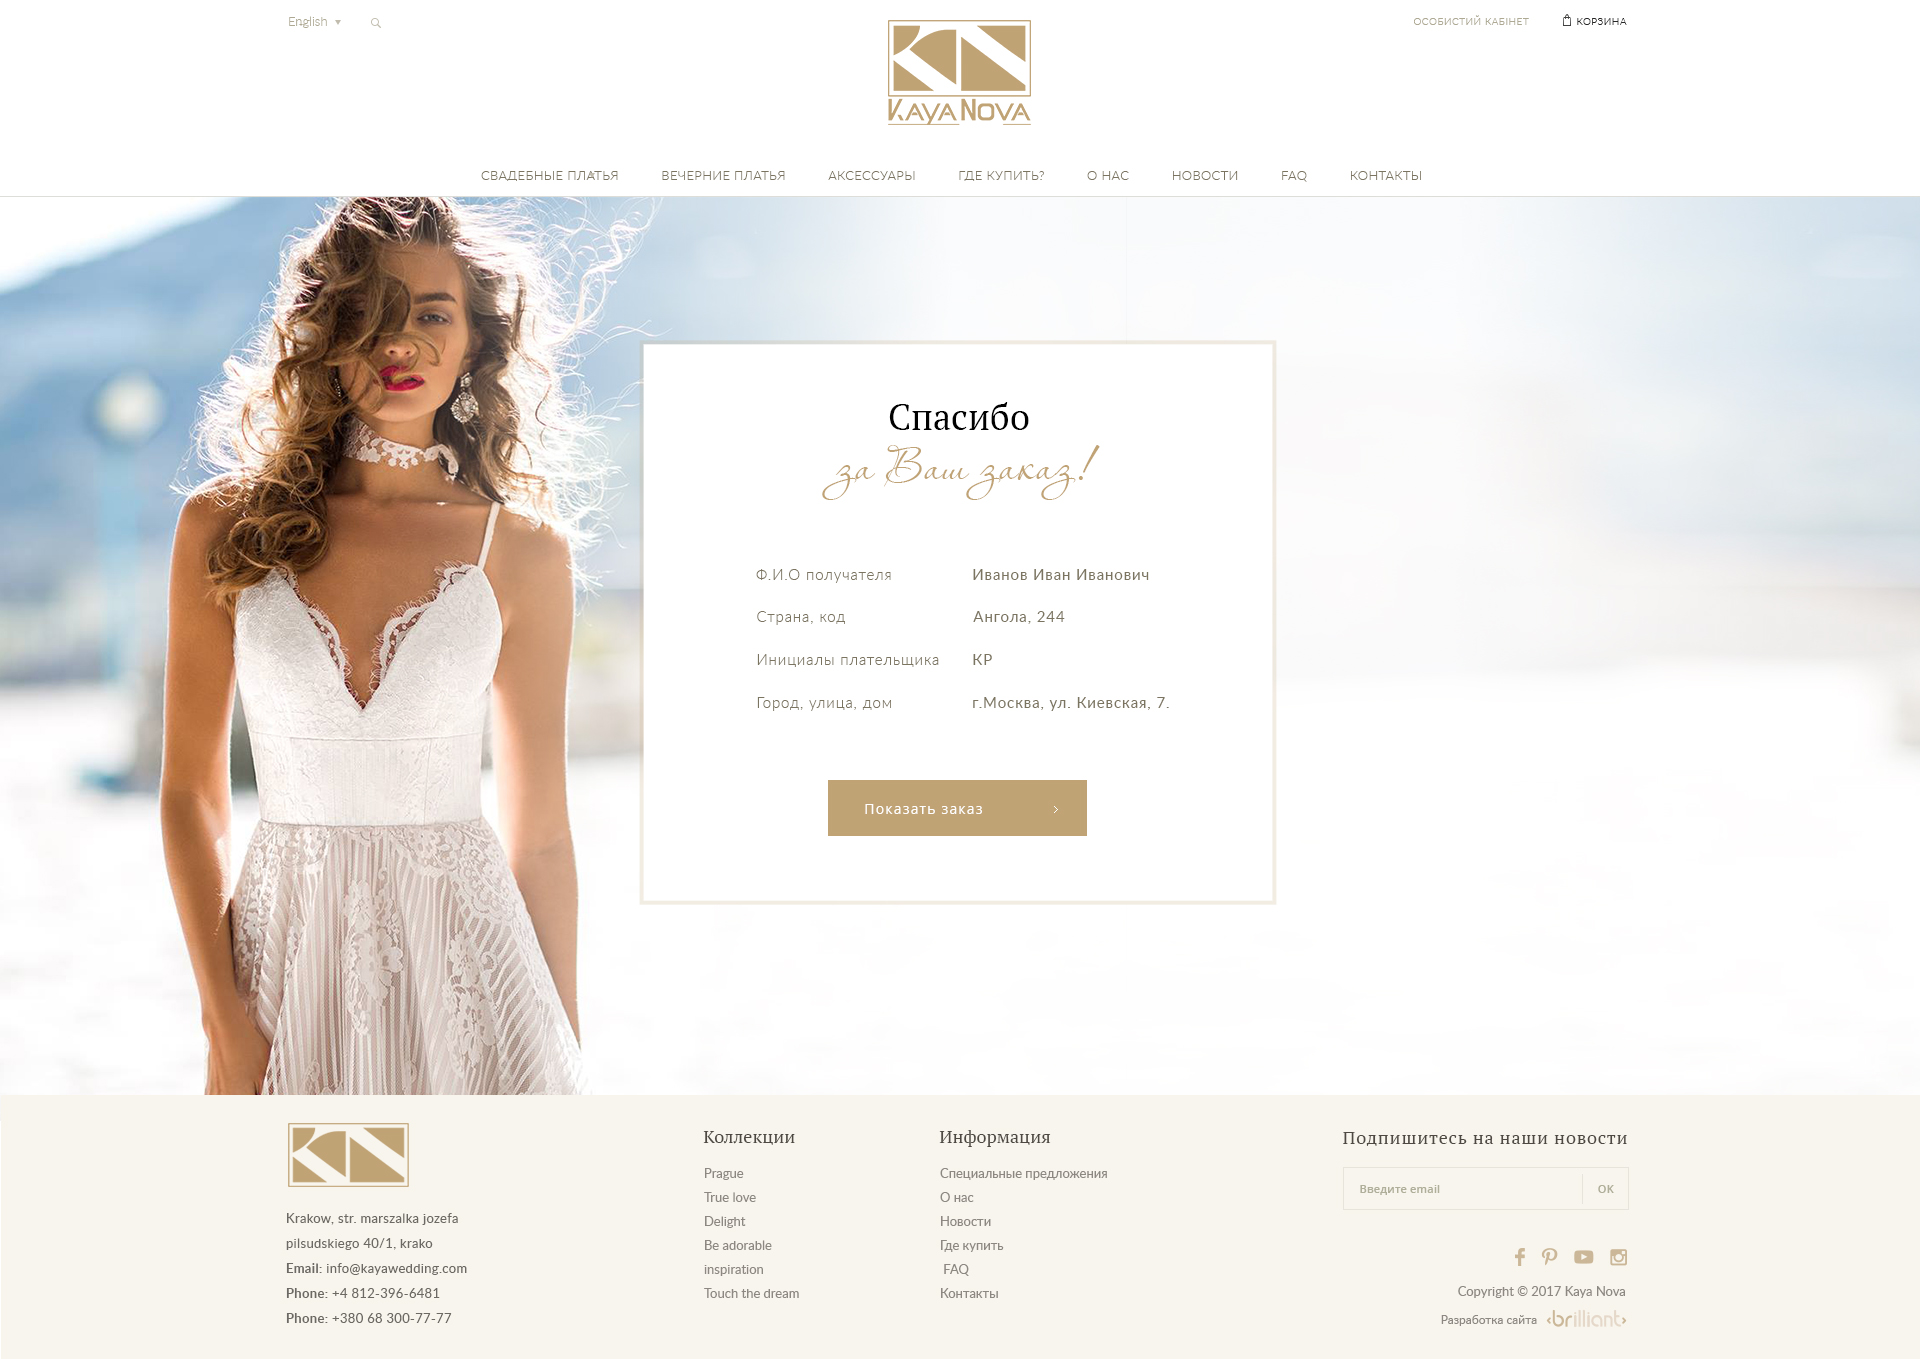 English
ОСОБИСТИЙ КАБІНЕТ
КОРЗИНА
KN
KAYA NOVA
СВАДЕБНЫЕ ПЛАТЬЯ ВЕЧЕРНИЕ ПЛАТЬЯ АКСЕССУАРЫ ГДЕ КУПИТЬ? О НАС НОВОСТИ FAQ КОНТАКТЫ
Спасибо
за Ваш заказ!
Ф.И.О получателя Иванов Иван Иванович
Страна, код Ангола, 244
Инициалы плательщика КР
Город, улица, дом г.Москва, ул. Киевская, 7.
Показать заказ
KN
Krakow, str. marszalka jozefa
pilsudskiego 40/1, krako
Email: info@kayawedding.com
Phone: +4 812-396-6481
Phone: +380 68 300-77-77
Коллекции
Prague
True love
Delight
Be adorable
inspiration
Touch the dream
Информация
Специальные предложения
О нас
Новости
Где купить
FAQ
Контакты
Подпишитесь на наши новости
Введите email OK
Copyright © 2017 Kaya Nova
Разработка сайта ‹brilliant›